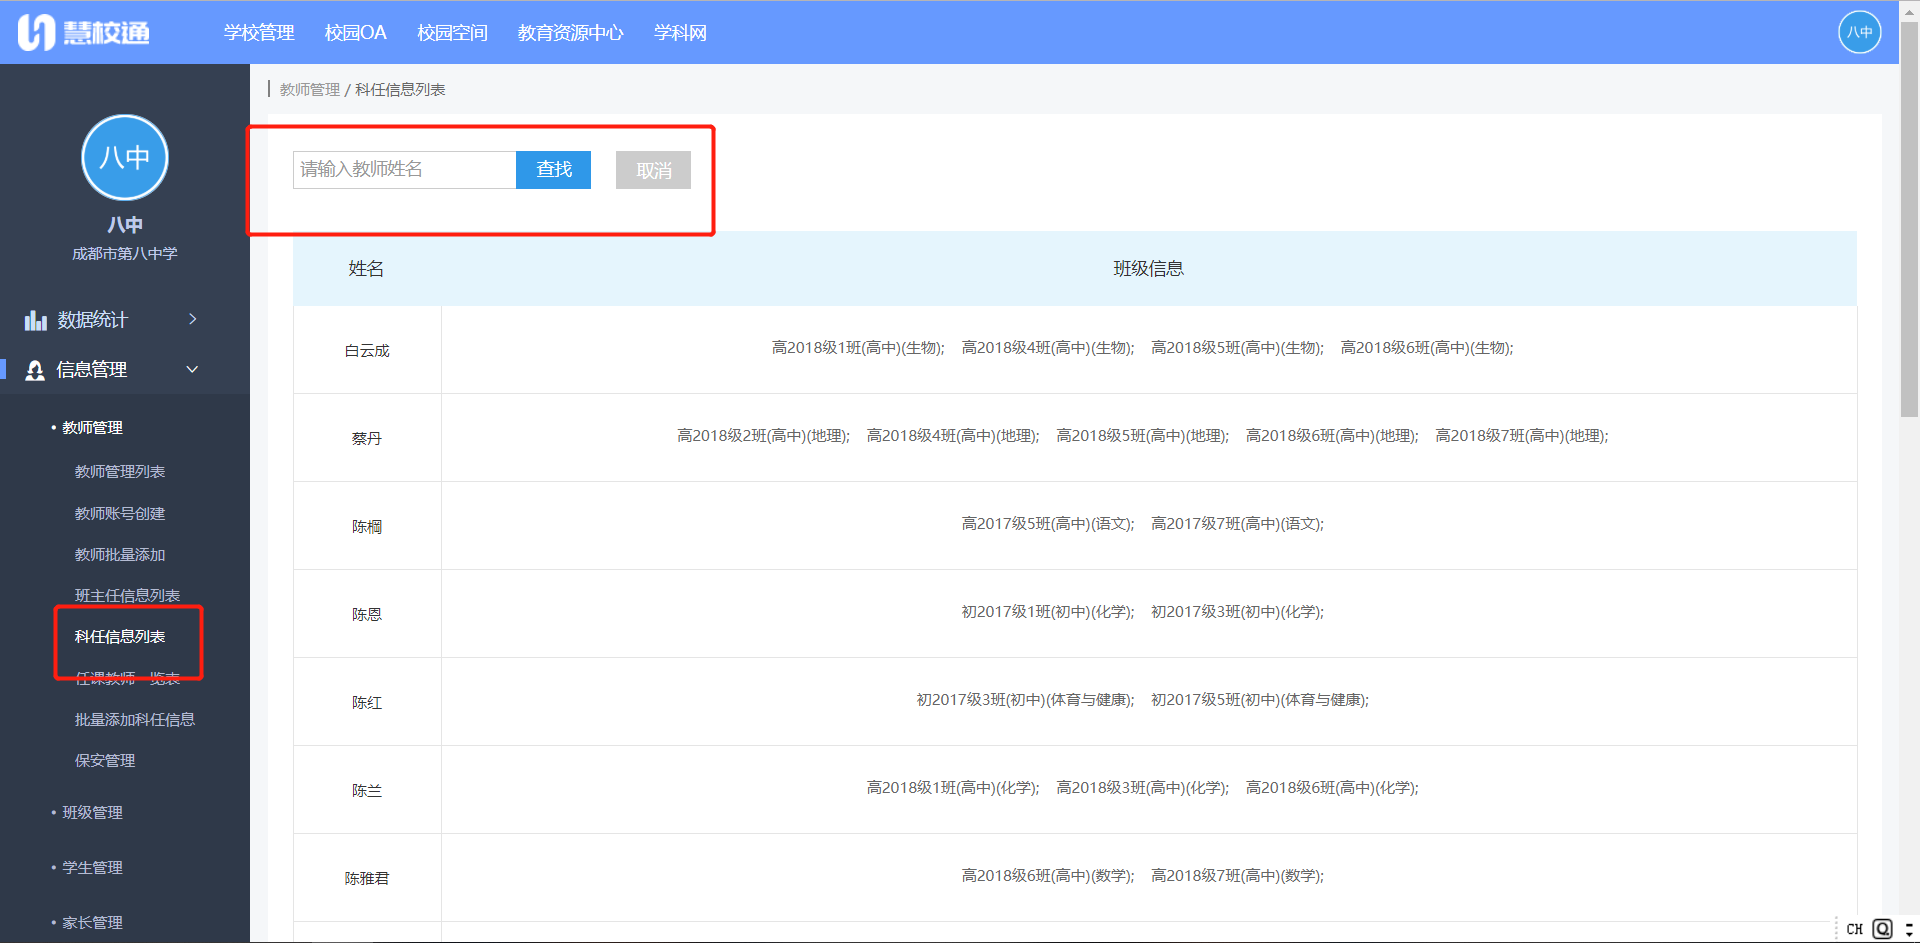 慧校通
学校管理 校园OA 校园空间 教育资源中心 学科网
八中
教师管理 / 科任信息列表
八中
八中
成都市第八中学
数据统计
信息管理
• 教师管理
教师管理列表
教师账号创建
教师批量添加
班主任信息列表
科任信息列表
任课教师一览表
批量添加科任信息
保安管理
• 班级管理
• 学生管理
• 家长管理
请输入教师姓名 查找 取消
姓名 班级信息
白云成 高2018级1班(高中)(生物); 高2018级4班(高中)(生物); 高2018级5班(高中)(生物); 高2018级6班(高中)(生物);
蔡丹 高2018级2班(高中)(地理); 高2018级4班(高中)(地理); 高2018级5班(高中)(地理); 高2018级6班(高中)(地理); 高2018级7班(高中)(地理);
陈棡 高2017级5班(高中)(语文); 高2017级7班(高中)(语文);
陈恩 初2017级1班(初中)(化学); 初2017级3班(初中)(化学);
陈红 初2017级3班(初中)(体育与健康); 初2017级5班(初中)(体育与健康);
陈兰 高2018级1班(高中)(化学); 高2018级3班(高中)(化学); 高2018级6班(高中)(化学);
陈雅君 高2018级6班(高中)(数学); 高2018级7班(高中)(数学);
CH